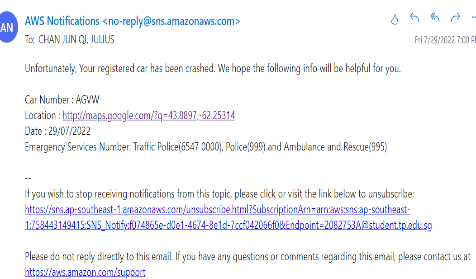 AN
AWS Notifications <no-reply@sns.amazonaws.com>
To: CHAN JUN QI, JULIUS
Fri 7/29/2022 7:00 P
Unfortunately, Your registered car has been crashed. We hope the following info will be helpful for you.
Car Number : AGVW
Location : http://maps.google.com/?q=43.8897,-62.25314
Date : 29/07/2022
Emergency Services Number: Traffic Police(6547 0000), Police(999) and Ambulance and Rescue(995)
--
If you wish to stop receiving notifications from this topic, please click or visit the link below to unsubscribe:
https://sns.ap-southeast-1.amazonaws.com/unsubscribe.html?SubscriptionArn=arn:aws:sns:ap-southeast-
1:758443149415:SNS_Notify:f074865e-d0e1-4674-8e1d-7ccf042066f0&Endpoint=2082753A@student.tp.edu.sg
Please do not reply directly to this email. If you have any questions or comments regarding this email, please contact us at
https://aws.amazon.com/support